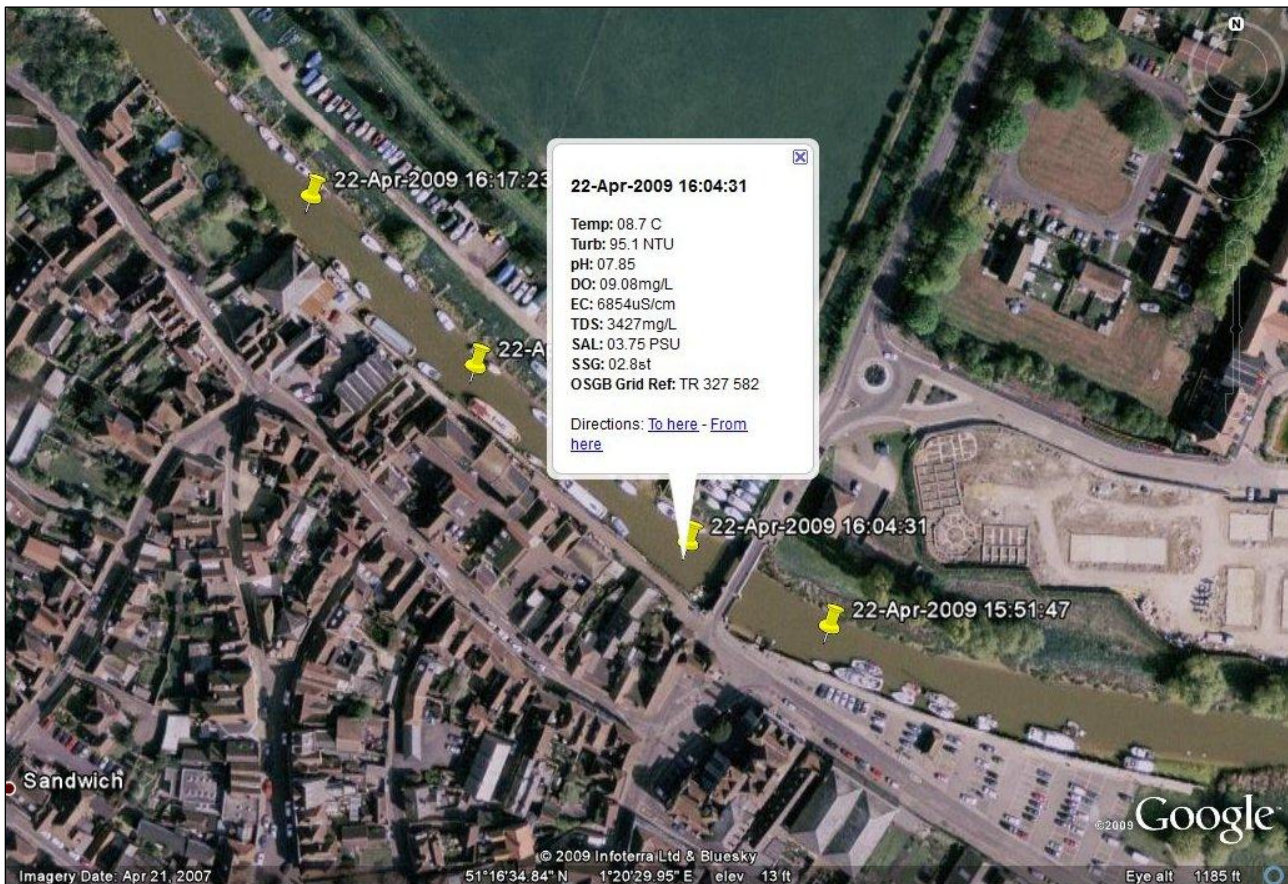 N
22-Apr-2009 16:17:23
22-A
22-Apr-2009 16:04:31
Temp: 08.7 C
Turb: 95.1 NTU
pH: 07.85
DO: 09.08mg/L
EC: 6854uS/cm
TDS: 3427mg/L
SAL: 03.75 PSU
SSG: 02.8st
OSGB Grid Ref: TR 327 582
Directions: To here - From
here
22-Apr-2009 16:04:31
22-Apr-2009 15:51:47
Sandwich
©2009 Google
© 2009 Infoterra Ltd & Bluesky
Imagery Date: Apr 21, 2007 51°16'34.84" N 1°20'29.95" E elev 13 ft Eye alt 1185 ft